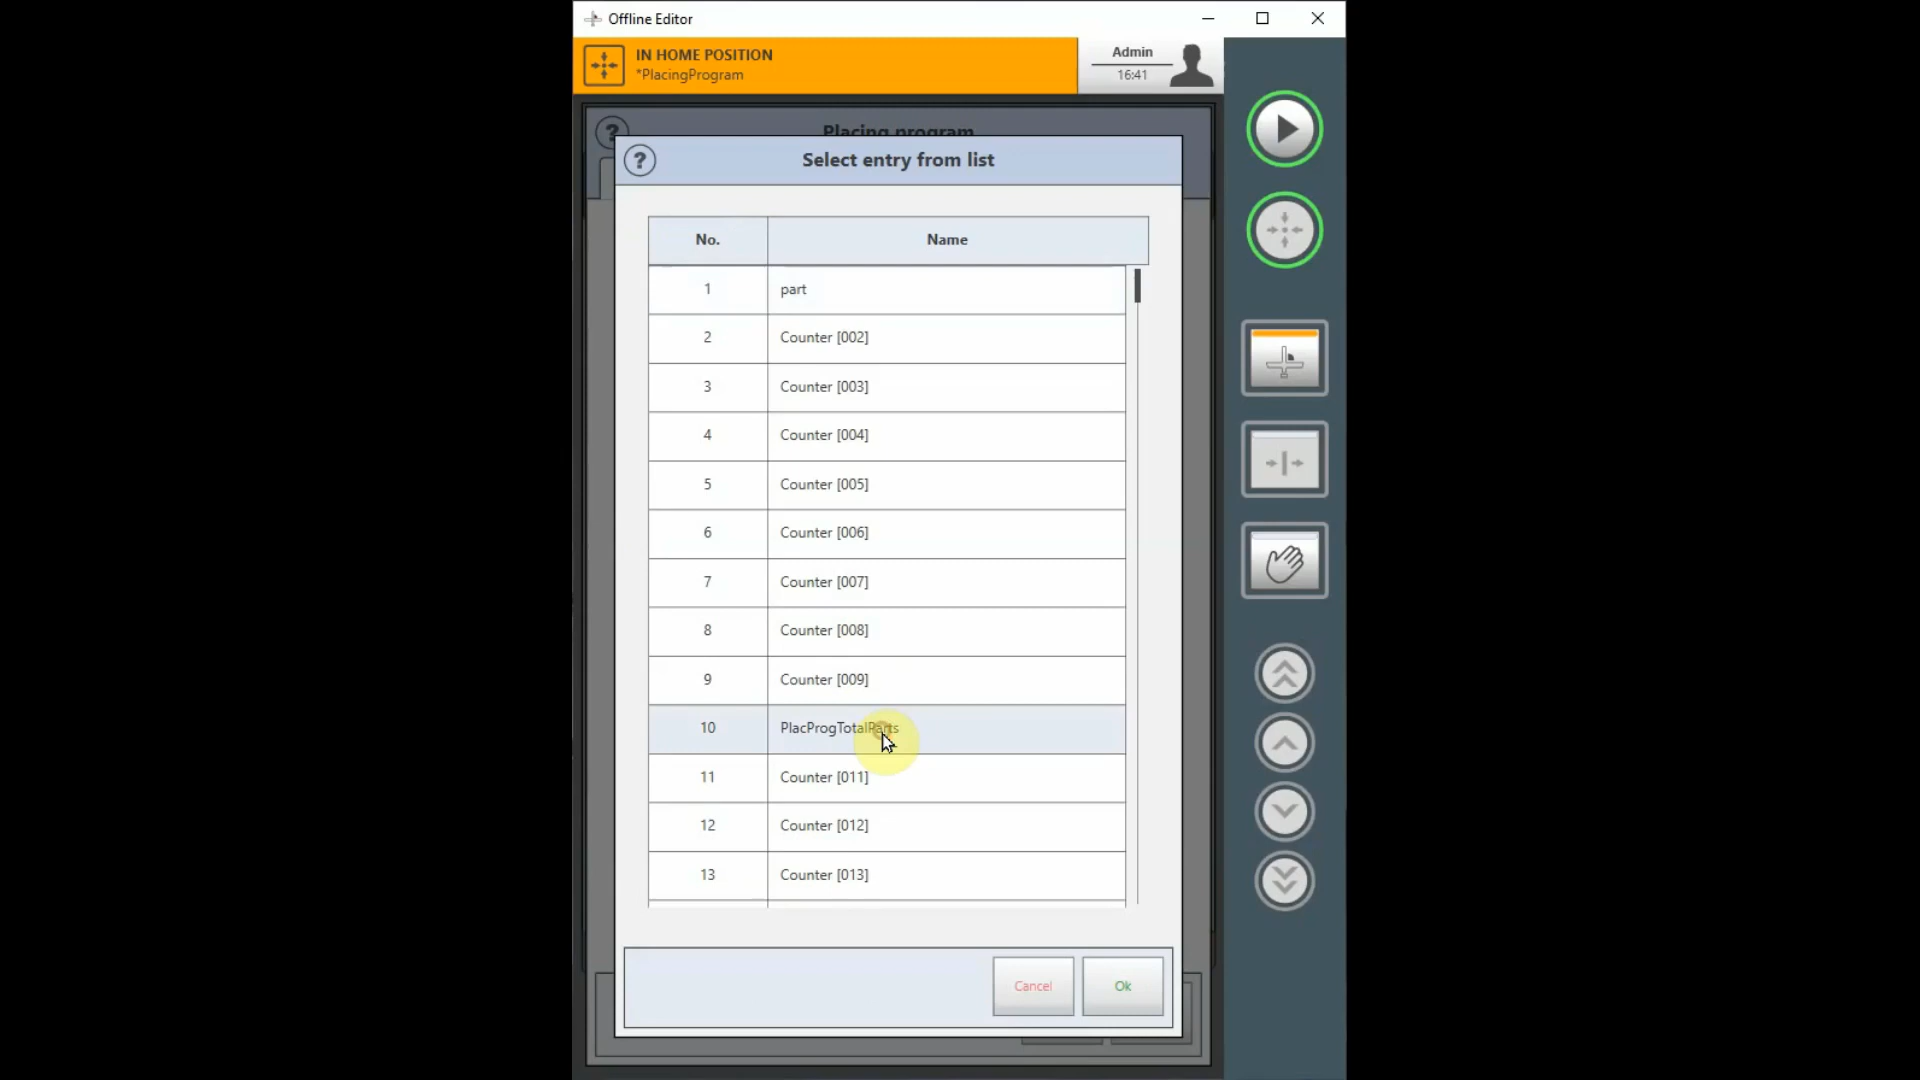 Offline Editor
IN HOME POSITION
*PlacingProgram
Admin
16:41
? Placing program
? Select entry from list
No. Name
1 part
2 Counter [002]
3 Counter [003]
4 Counter [004]
5 Counter [005]
6 Counter [006]
7 Counter [007]
8 Counter [008]
9 Counter [009]
10 PlacProgTotalParts
11 Counter [011]
12 Counter [012]
13 Counter [013]
Cancel Ok